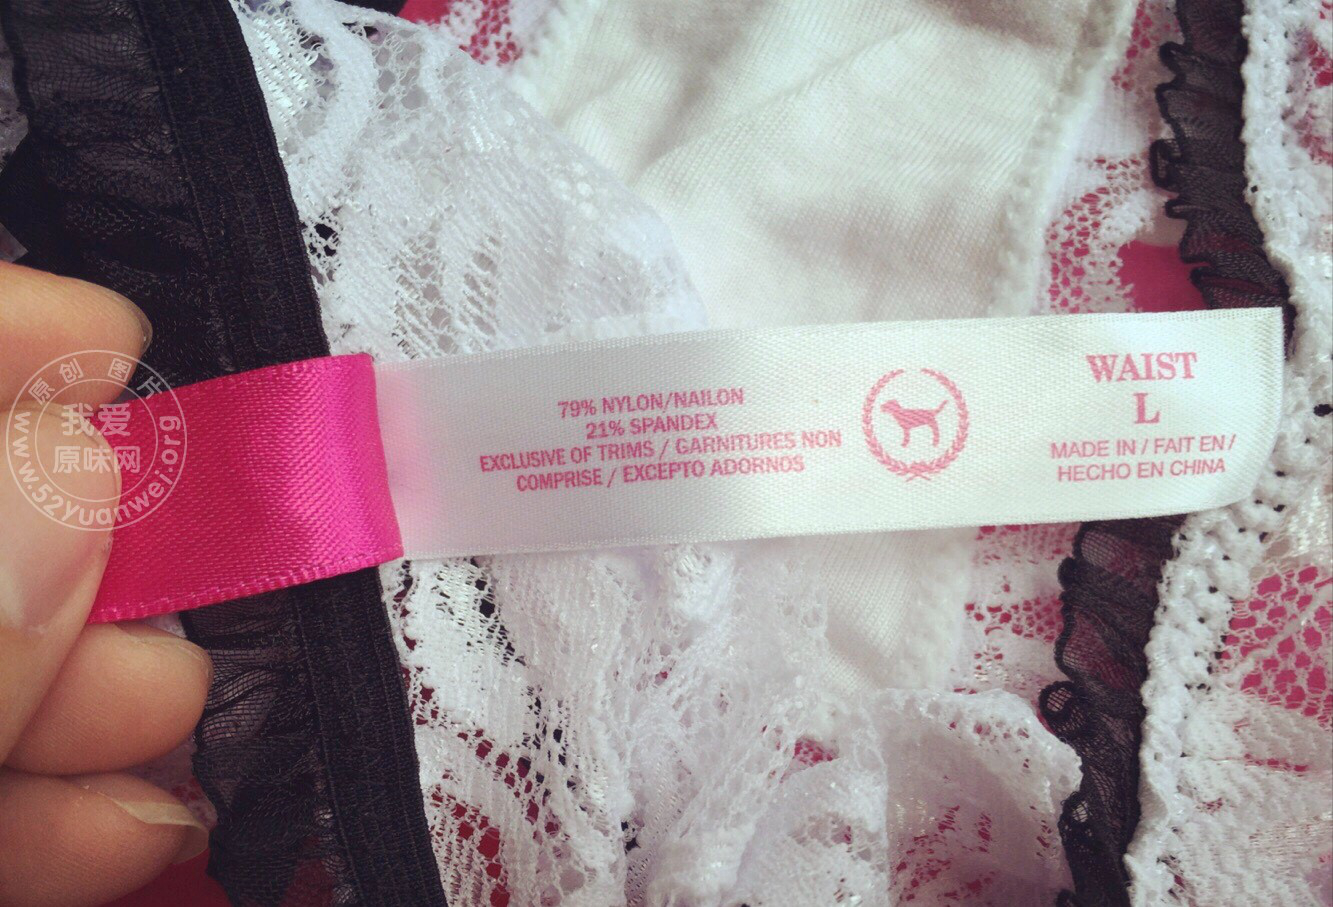 79% NYLON/NAILON
21% SPANDEX
EXCLUSIVE OF TRIMS / GARNITURES NON
COMPRISE / EXCEPTO ADORNOS
WAIST
L
MADE IN / FAIT EN /
HECHO EN CHINA
原创图片
我爱
原味网
www.52yuanwei.org